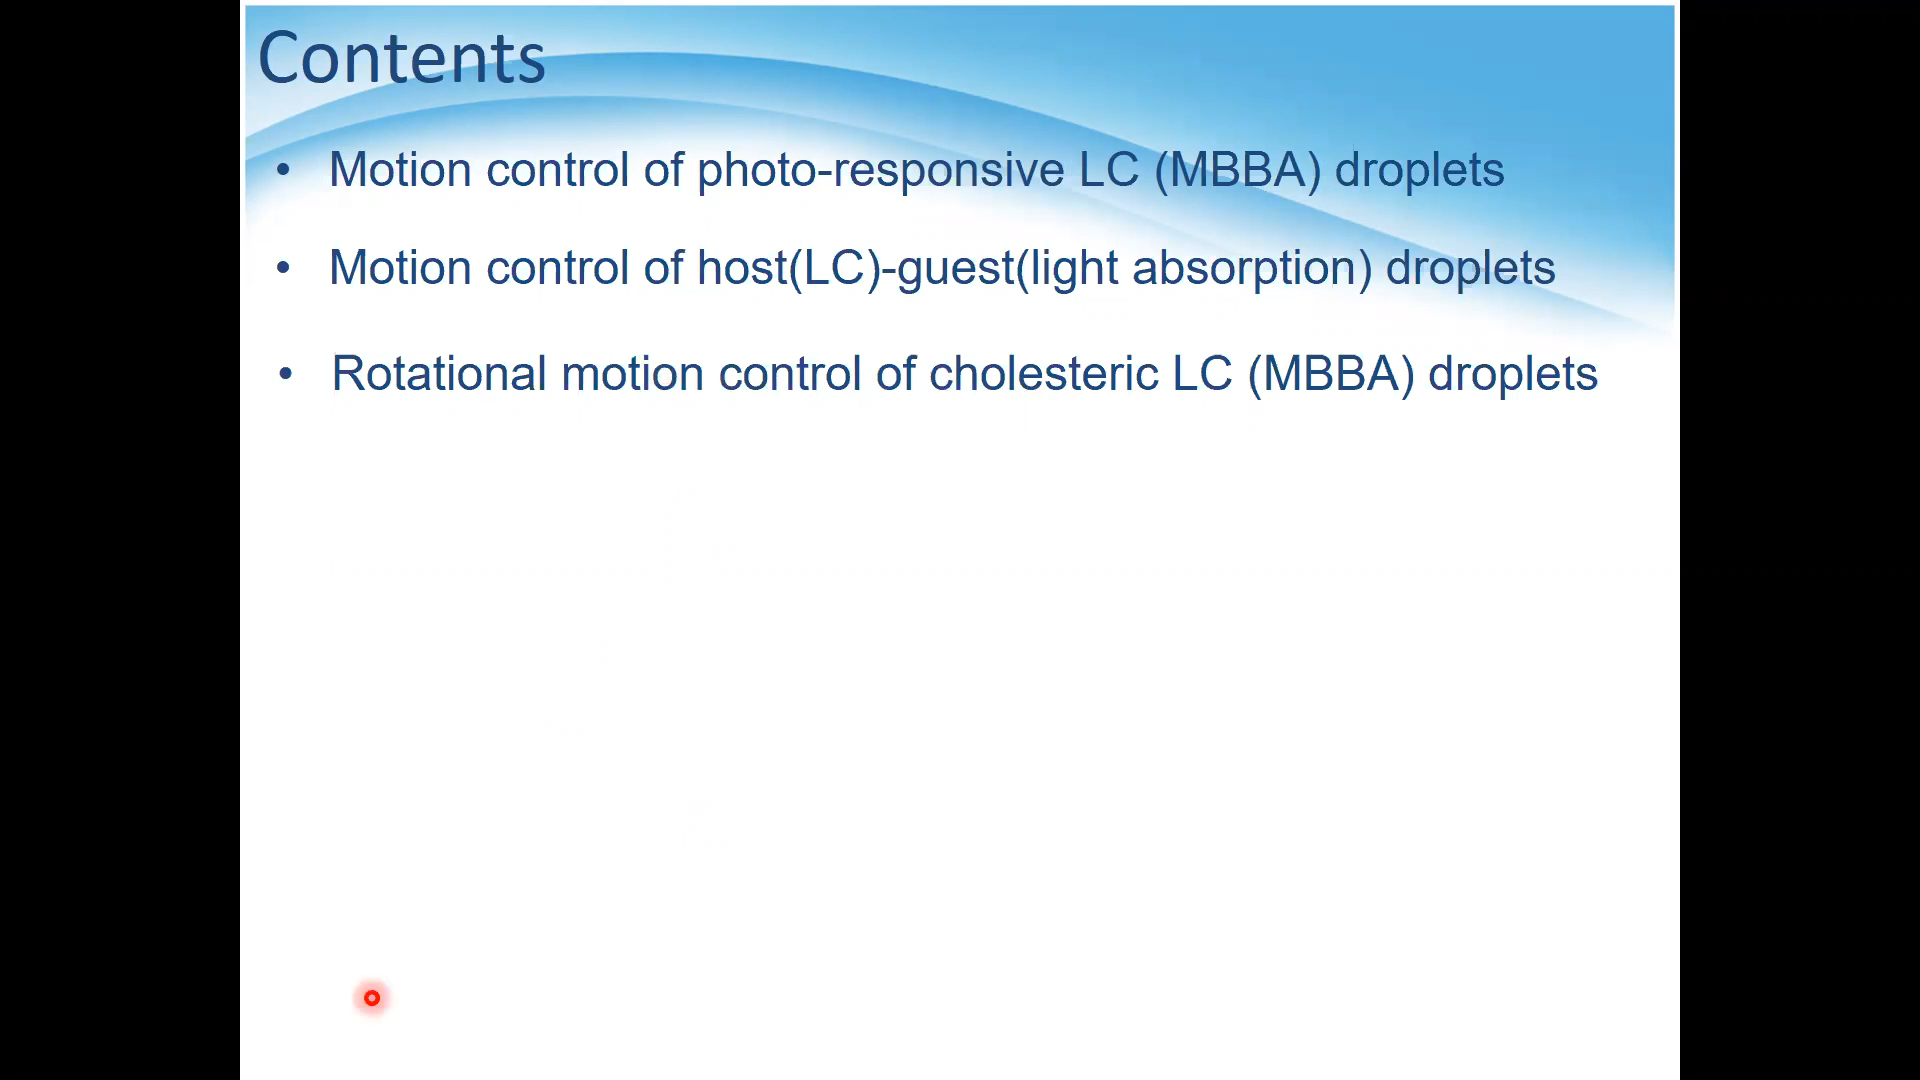 Contents
• Motion control of photo-responsive LC (MBBA) droplets
• Motion control of host(LC)-guest(light absorption) droplets
• Rotational motion control of cholesteric LC (MBBA) droplets